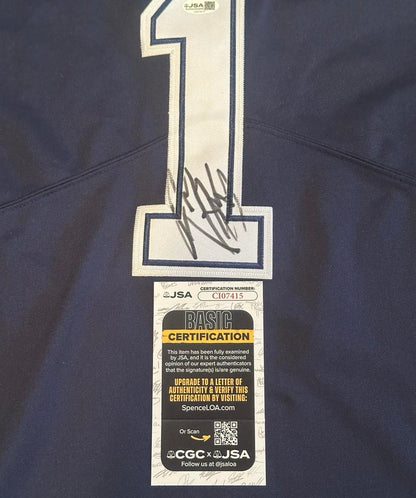 JSA
1
JSA
CERTIFICATION NUMBER:
CI07415
BASIC
CERTIFICATION
This item has been fully examined
by JSA, and it is the considered
opinion of our expert authenticators
that the signature(s) is/are genuine.
UPGRADE TO A LETTER OF
AUTHENTICITY & VERIFY THIS
CERTIFICATION BY VISITING:
SpenceLOA.com
Or Scan
CGC x JSA
Follow us @jsaloa